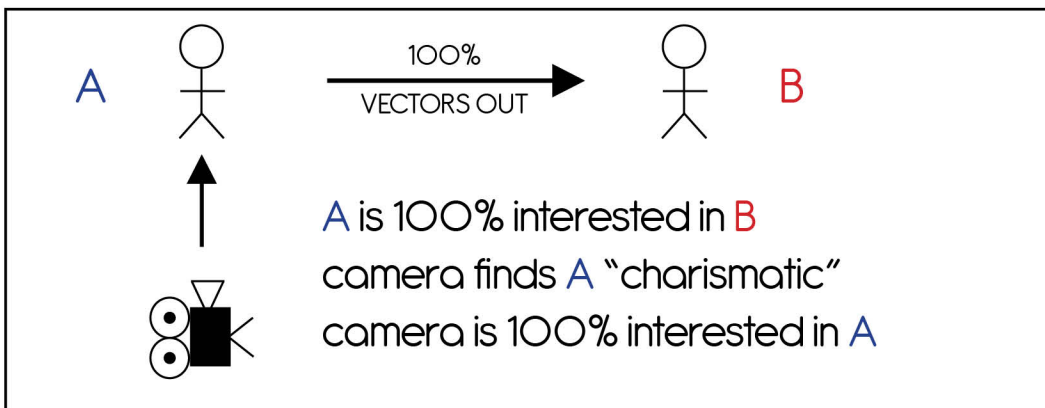 A
100%
VECTORS OUT
B
A is 100% interested in B
camera finds A “charismatic”
camera is 100% interested in A